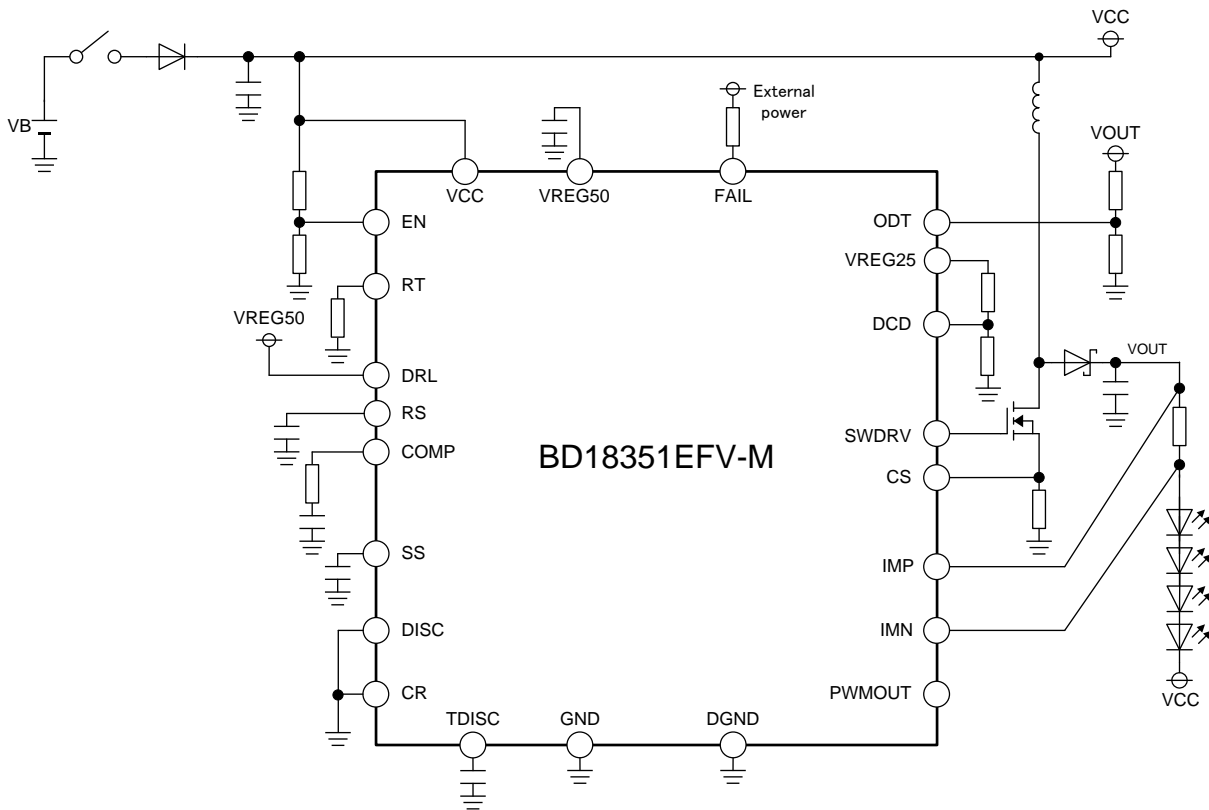 VCC
VB
External
power
VOUT
VCC
VREG50
FAIL
EN
ODT
VREG25
RT
VREG50
DCD
DRL
VOUT
RS
COMP
BD18351EFV-M
SWDRV
CS
SS
IMP
DISC
IMN
CR
PWMOUT
VCC
TDISC
GND
DGND